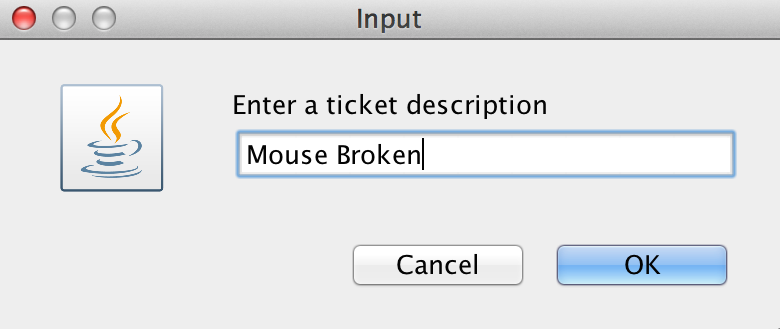 Input
Enter a ticket description
Mouse Broken
Cancel
OK